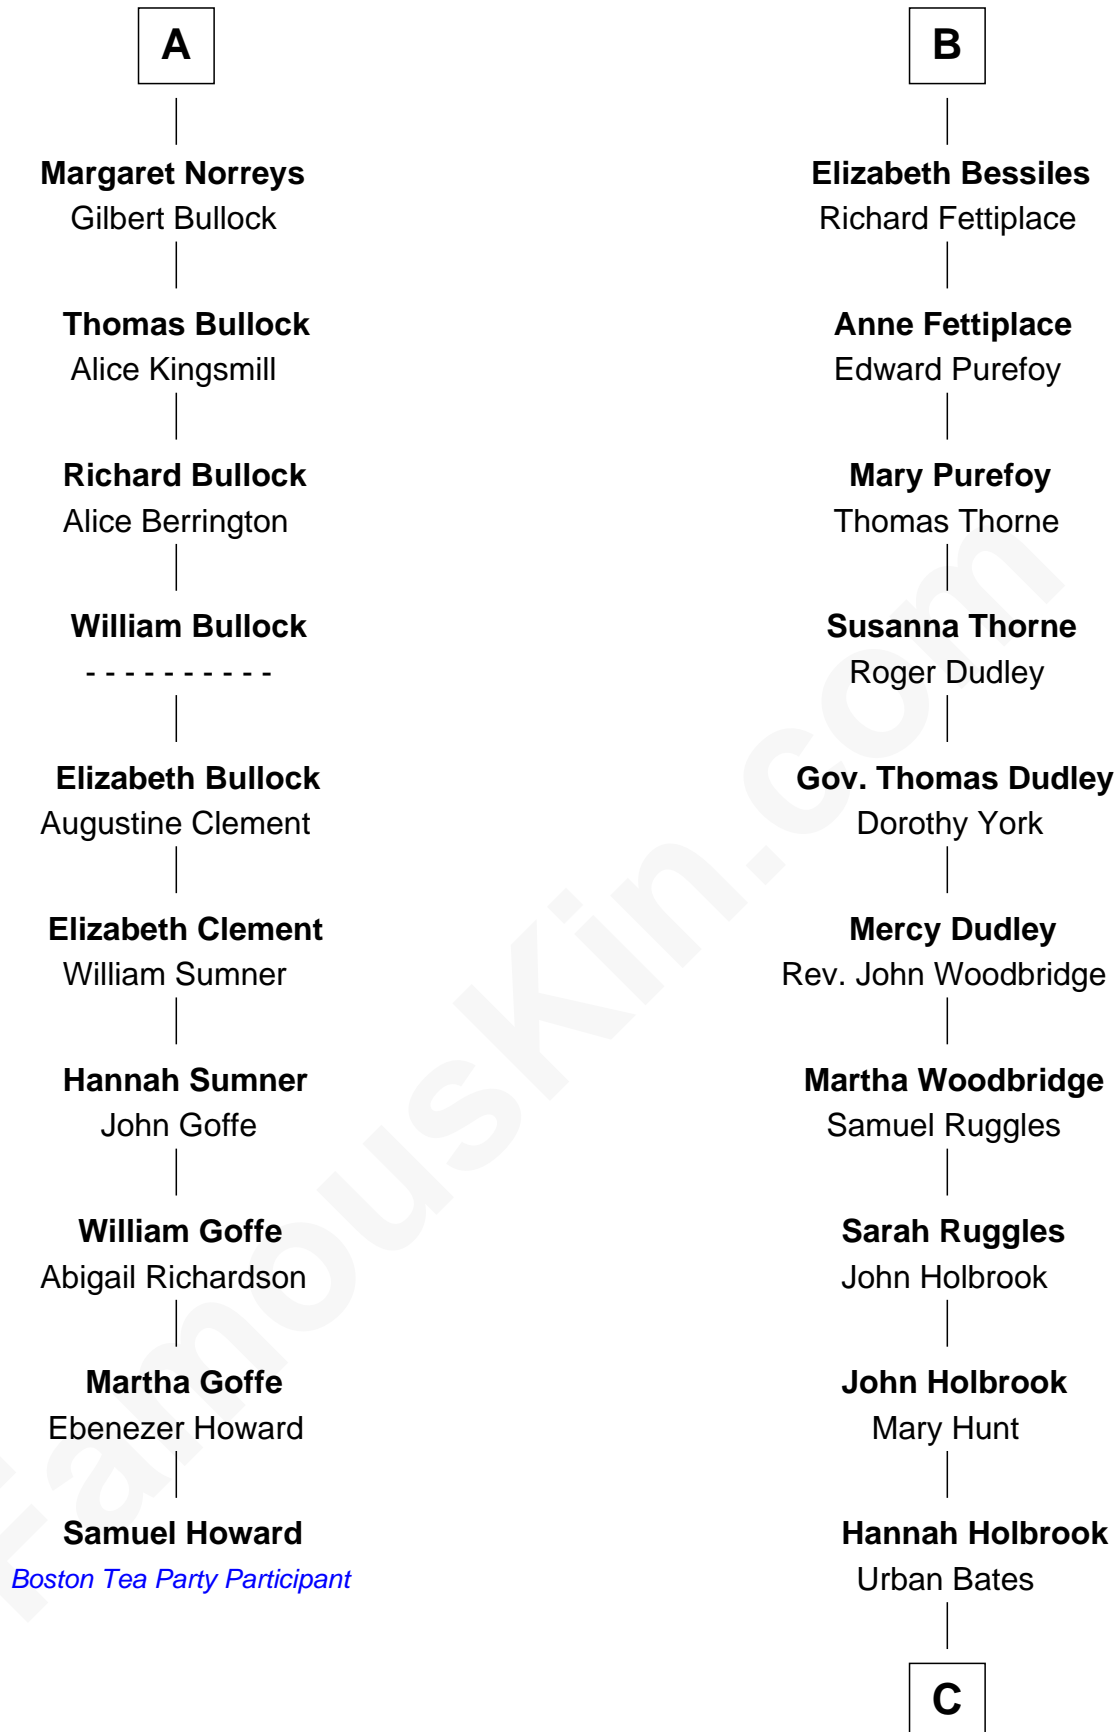 A
Margaret Norreys
Gilbert Bullock
Thomas Bullock
Alice Kingsmill
Richard Bullock
Alice Berrington
William Bullock
- - - - - - - - - -
Elizabeth Bullock
Augustine Clement
Elizabeth Clement
William Sumner
Hannah Sumner
John Goffe
William Goffe
Abigail Richardson
Martha Goffe
Ebenezer Howard
Samuel Howard
Boston Tea Party Participant
B
Elizabeth Bessiles
Richard Fettiplace
Anne Fettiplace
Edward Purefoy
Mary Purefoy
Thomas Thorne
Susanna Thorne
Roger Dudley
Gov. Thomas Dudley
Dorothy York
Mercy Dudley
Rev. John Woodbridge
Martha Woodbridge
Samuel Ruggles
Sarah Ruggles
John Holbrook
John Holbrook
Mary Hunt
Hannah Holbrook
Urban Bates
C
FamousKin.com